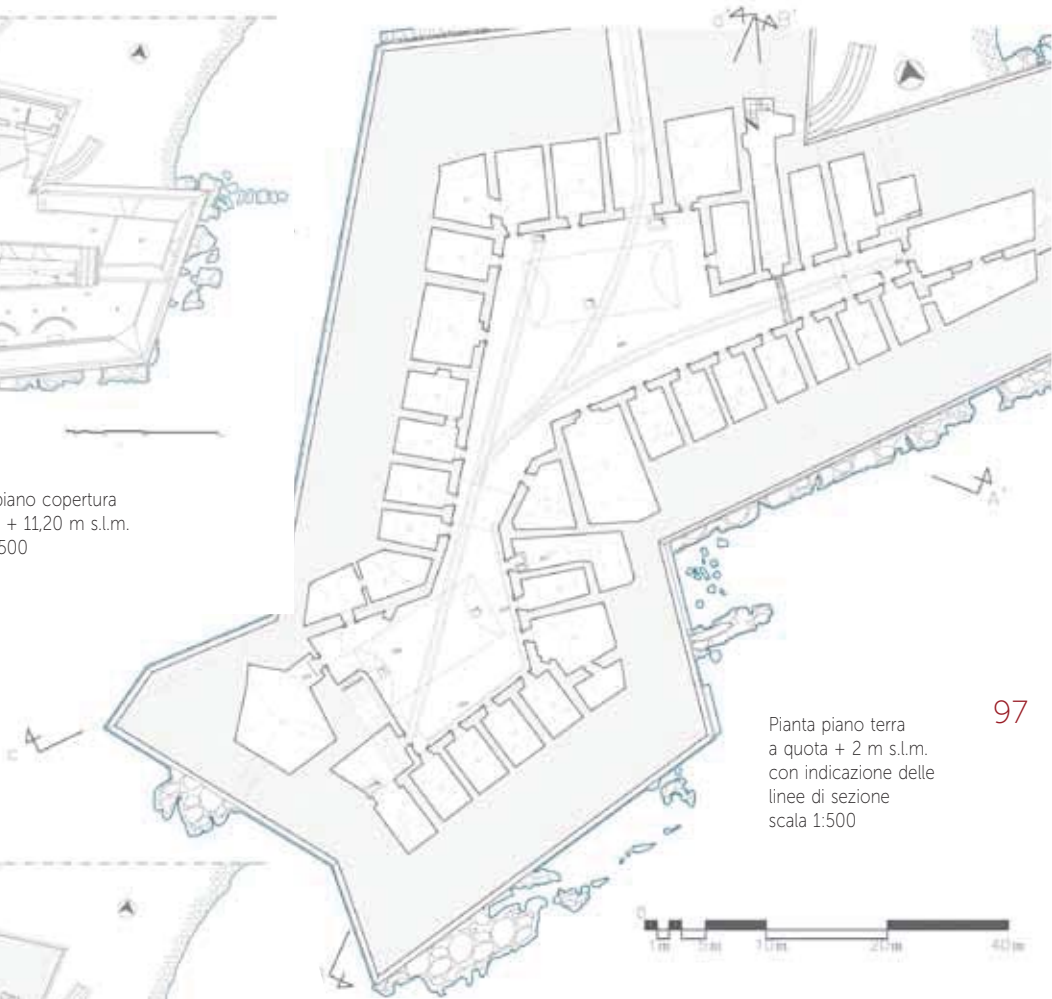 piano copertura
+ 11,20 m s.l.m.
500
97
Pianta piano terra
a quota + 2 m s.l.m.
con indicazione delle
linee di sezione
scala 1:500
0
1m 5m 10m 20m 40m
B'
A'